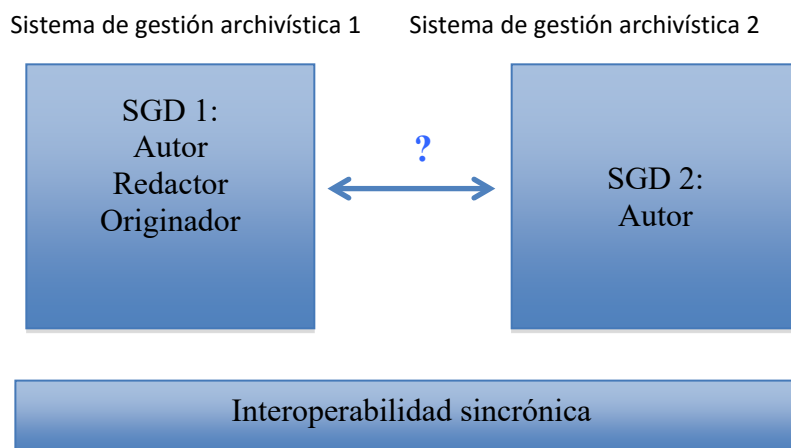 Sistema de gestión archivística 1
Sistema de gestión archivística 2
SGD 1:
Autor
Redactor
Originador
?
SGD 2:
Autor
Interoperabilidad sincrónica